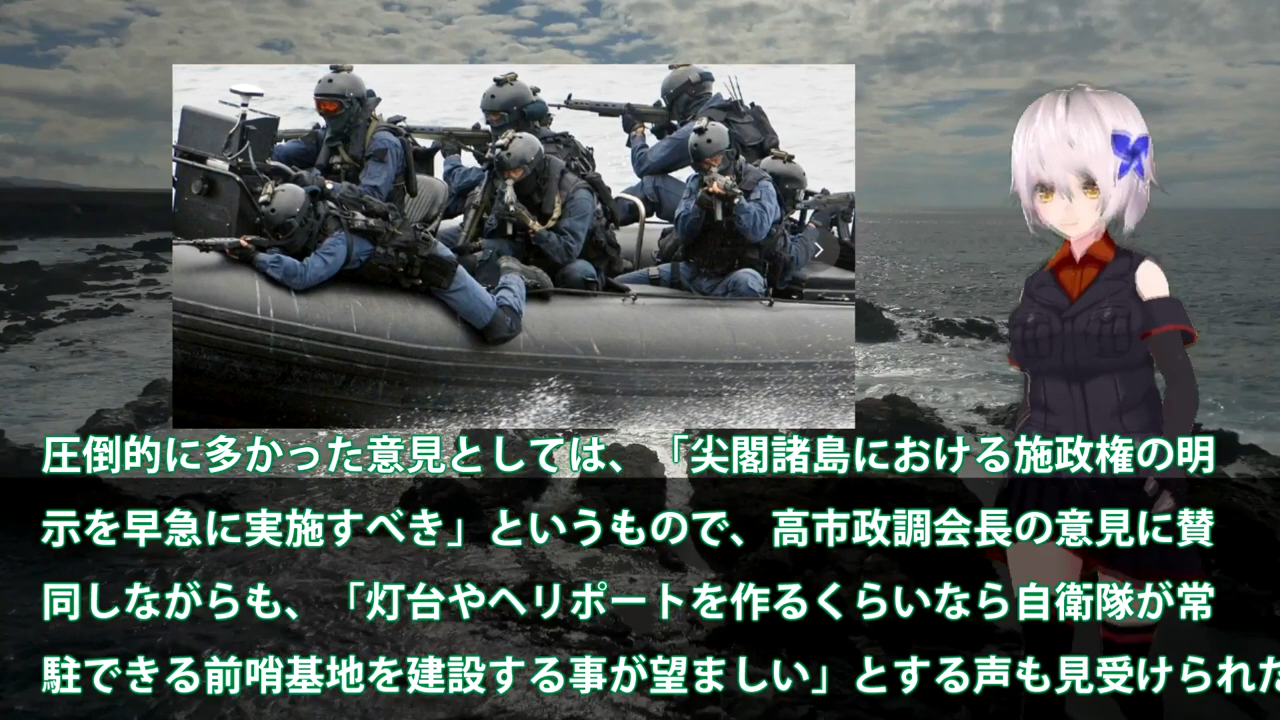 圧倒的に多かった意見としては、「尖閣諸島における施政権の明
示を早急に実施すべき」というもので、高市政調会長の意見に賛
同しながらも、「灯台やヘリポートを作るくらいなら自衛隊が常
駐できる前哨基地を建設する事が望ましい」とする声も見受けられた